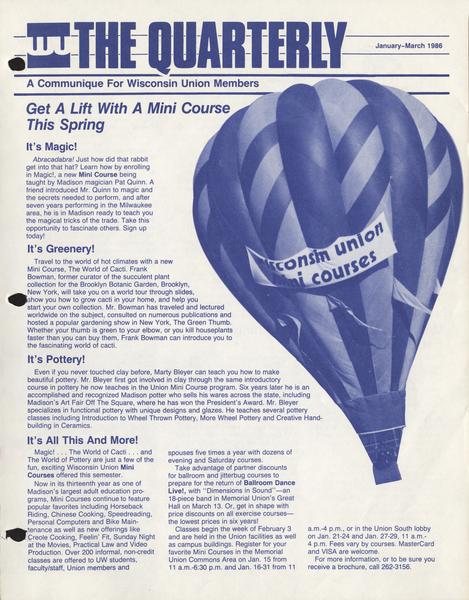 WU THE QUARTERLY
January–March 1986
A Communique For Wisconsin Union Members
Get A Lift With A Mini Course
This Spring
It's Magic!
Abracadabra! Just how did that rabbit
get into that hat? Learn how by enrolling
in Magic!, a new Mini Course being
taught by Madison magician Pat Quinn. A
friend introduced Mr. Quinn to magic and
the secrets needed to perform, and after
seven years performing in the Milwaukee
area, he is in Madison ready to teach you
the magical tricks of the trade. Take this
opportunity to fascinate others. Sign up
today!
It's Greenery!
Travel to the world of hot climates with a new
Mini Course, The World of Cacti. Frank
Bowman, former curator of the succulent plant
collection for the Brooklyn Botanic Garden, Brooklyn,
New York, will take you on a world tour through slides,
show you how to grow cacti in your home, and help you
start your own collection. Mr. Bowman has traveled and lectured
worldwide on the subject, consulted on numerous publications and
hosted a popular gardening show in New York, The Green Thumb.
Whether your thumb is green to your elbow, or you kill houseplants
faster than you can buy them, Frank Bowman can introduce you to
the fascinating world of cacti.
It's Pottery!
Even if you never touched clay before, Marty Bleyer can teach you how to make
beautiful pottery. Mr. Bleyer first got involved in clay through the same introductory
course in pottery he now teaches in the Union Mini Course program. Six years later he is an
accomplished and recognized Madison potter who sells his wares across the state, including
Madison's Art Fair Off The Square, where he has won the President's Award. Mr. Bleyer
specializes in functional pottery with unique designs and glazes. He teaches several pottery
classes including Introduction to Wheel Thrown Pottery, More Wheel Pottery and Creative Hand-
building in Ceramics.
It's All This And More!
Magic! . . . The World of Cacti . . . and
The World of Pottery are just a few of the
fun, exciting Wisconsin Union Mini
Courses offered this semester.
Now in its thirteenth year as one of
Madison's largest adult education pro-
grams, Mini Courses continue to feature
popular favorites including Horseback
Riding, Chinese Cooking, Speedreading,
Personal Computers and Bike Main-
tenance as well as new offerings like
Creole Cooking, Feelin' Fit, Sunday Night
at the Movies, Practical Law and Video
Production. Over 200 informal, non-credit
classes are offered to UW students,
faculty/staff, Union members and
spouses five times a year with dozens of
evening and Saturday courses.
Take advantage of partner discounts
for ballroom and jitterbug courses to
prepare for the return of Ballroom Dance
Live!, with "Dimensions in Sound"—an
18-piece band in Memorial Union's Great
Hall on March 13. Or, get in shape with
price discounts on all exercise courses—
the lowest prices in six years!
Classes begin the week of February 3
and are held in the Union facilities as well
as campus buildings. Register for your
favorite Mini Courses in the Memorial
Union Commons Area on Jan. 15 from
11 a.m.-6:30 p.m. and Jan. 16-31 from 11
a.m.-4 p.m., or in the Union South lobby
on Jan. 21-24 and Jan. 27-29, 11 a.m.-
4 p.m. Fees vary by courses. MasterCard
and VISA are welcome.
For more information, or to be sure you
receive a brochure, call 262-3156.
wisconsin union
mini courses